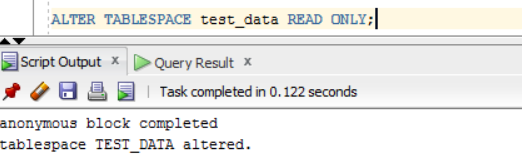 ALTER TABLESPACE test_data READ ONLY;
Script Output x Query Result x
Task completed in 0.122 seconds
anonymous block completed
tablespace TEST_DATA altered.